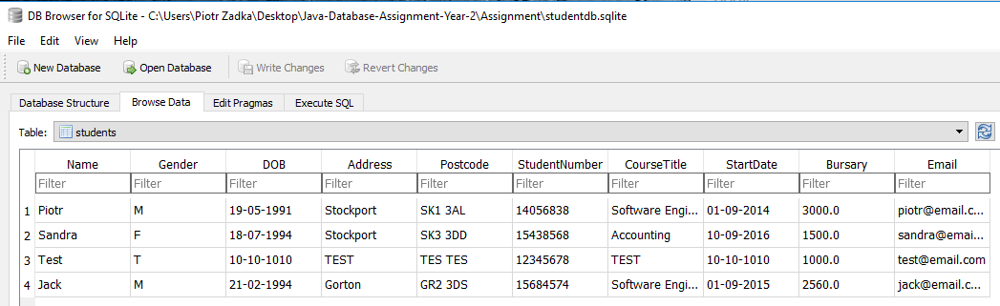 DB Browser for SQLite - C:\Users\Piotr Zadka\Desktop\Java-Database-Assignment-Year-2\Assignment\studentdb.sqlite
File Edit View Help
New Database Open Database Write Changes Revert Changes
Database Structure Browse Data Edit Pragmas Execute SQL
Table: students
Name Gender DOB Address Postcode StudentNumber CourseTitle StartDate Bursary Email
Filter Filter Filter Filter Filter Filter Filter Filter Filter Filter
1 Piotr M 19-05-1991 Stockport SK1 3AL 14056838 Software Engi... 01-09-2014 3000.0 piotr@email.c...
2 Sandra F 18-07-1994 Stockport SK3 3DD 15438568 Accounting 10-09-2016 1500.0 sandra@emai...
3 Test T 10-10-1010 TEST TES TES 12345678 TEST 10-10-1010 1000.0 test@email.com
4 Jack M 21-02-1994 Gorton GR2 3DS 15684574 Software Engi... 01-09-2015 2560.0 jack@email.c...